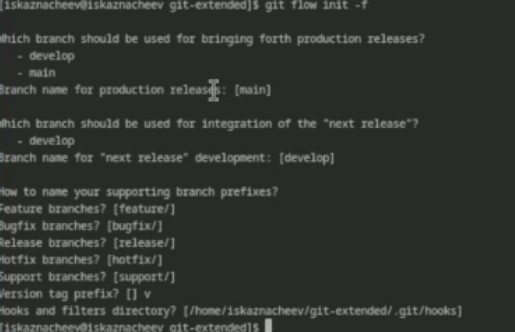 [iskaznacheev@iskaznacheev git-extended]$ git flow init -f
Which branch should be used for bringing forth production releases?
- develop
- main
Branch name for production releases: [main]
Which branch should be used for integration of the "next release"?
- develop
Branch name for "next release" development: [develop]
How to name your supporting branch prefixes?
Feature branches? [feature/]
Bugfix branches? [bugfix/]
Release branches? [release/]
Hotfix branches? [hotfix/]
Support branches? [support/]
Version tag prefix? [] v
Hooks and filters directory? [/home/iskaznacheev/git-extended/.git/hooks]
[iskaznacheev@iskaznacheev git-extended]$